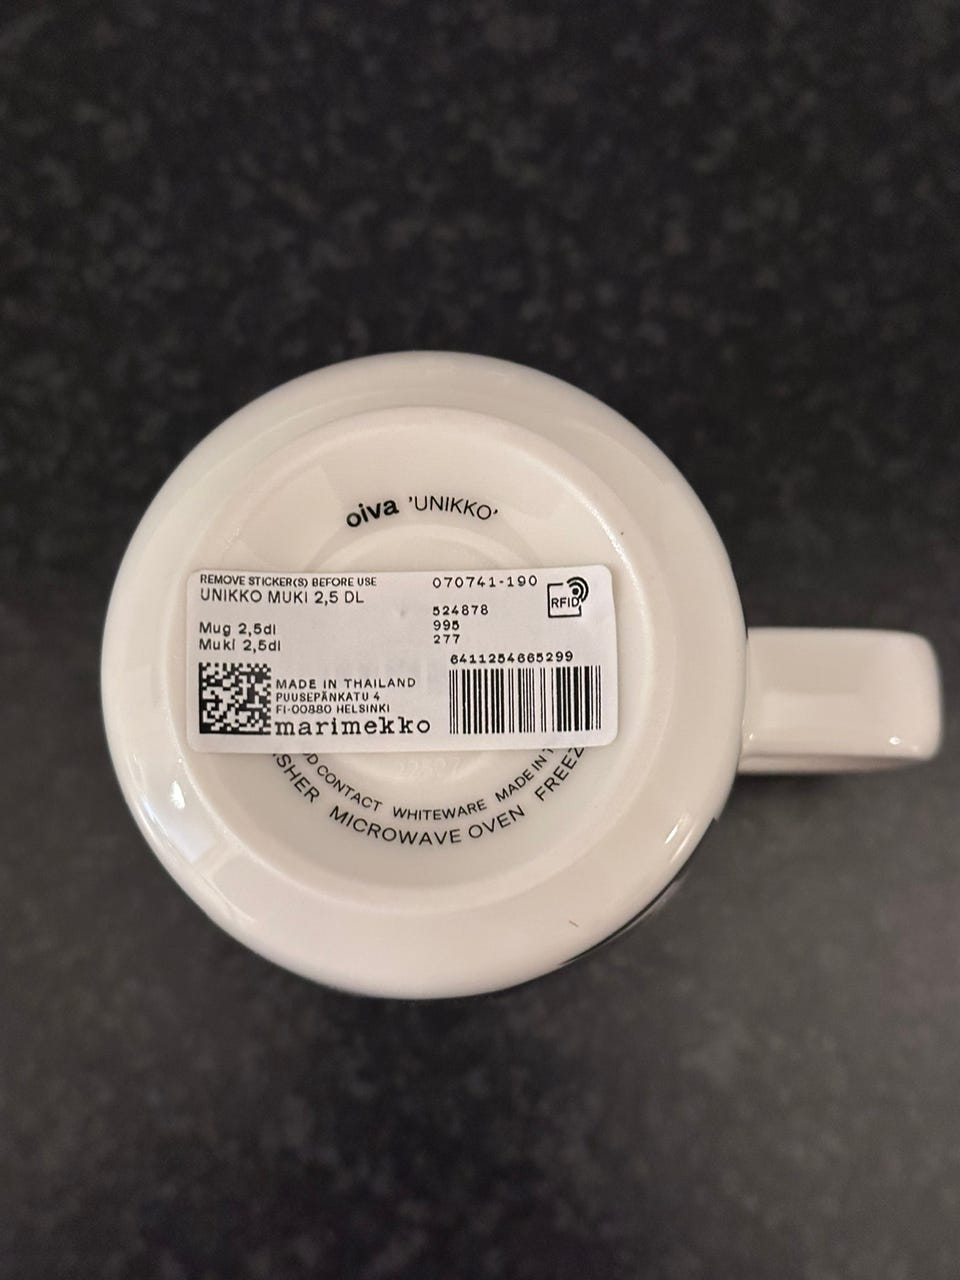 oiva 'UNIKKO'
REMOVE STICKER(S) BEFORE USE
UNIKKO MUKI 2,5 DL
070741-190
RFID
524878
995
277
Mug 2,5dl
Muki 2,5dl
6411254665299
MADE IN THAILAND
PUUSEPÄNKATU 4
FI-00880 HELSINKI
marimekko
CONTACT WHITEWARE MADE IN
MICROWAVE OVEN